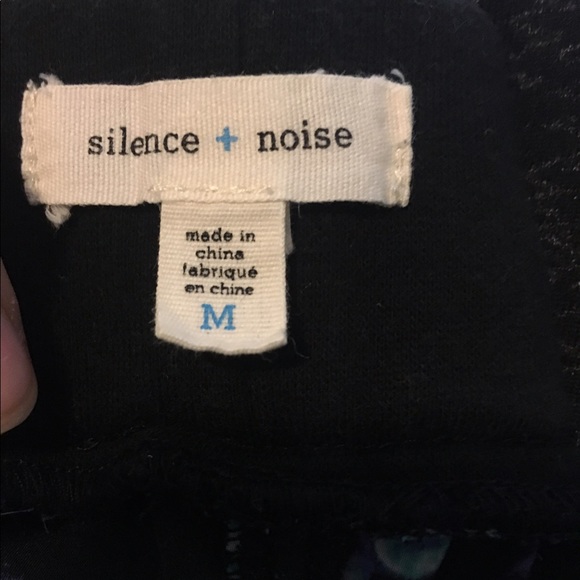 silence + noise
made in
china
fabriqué
en chine
M